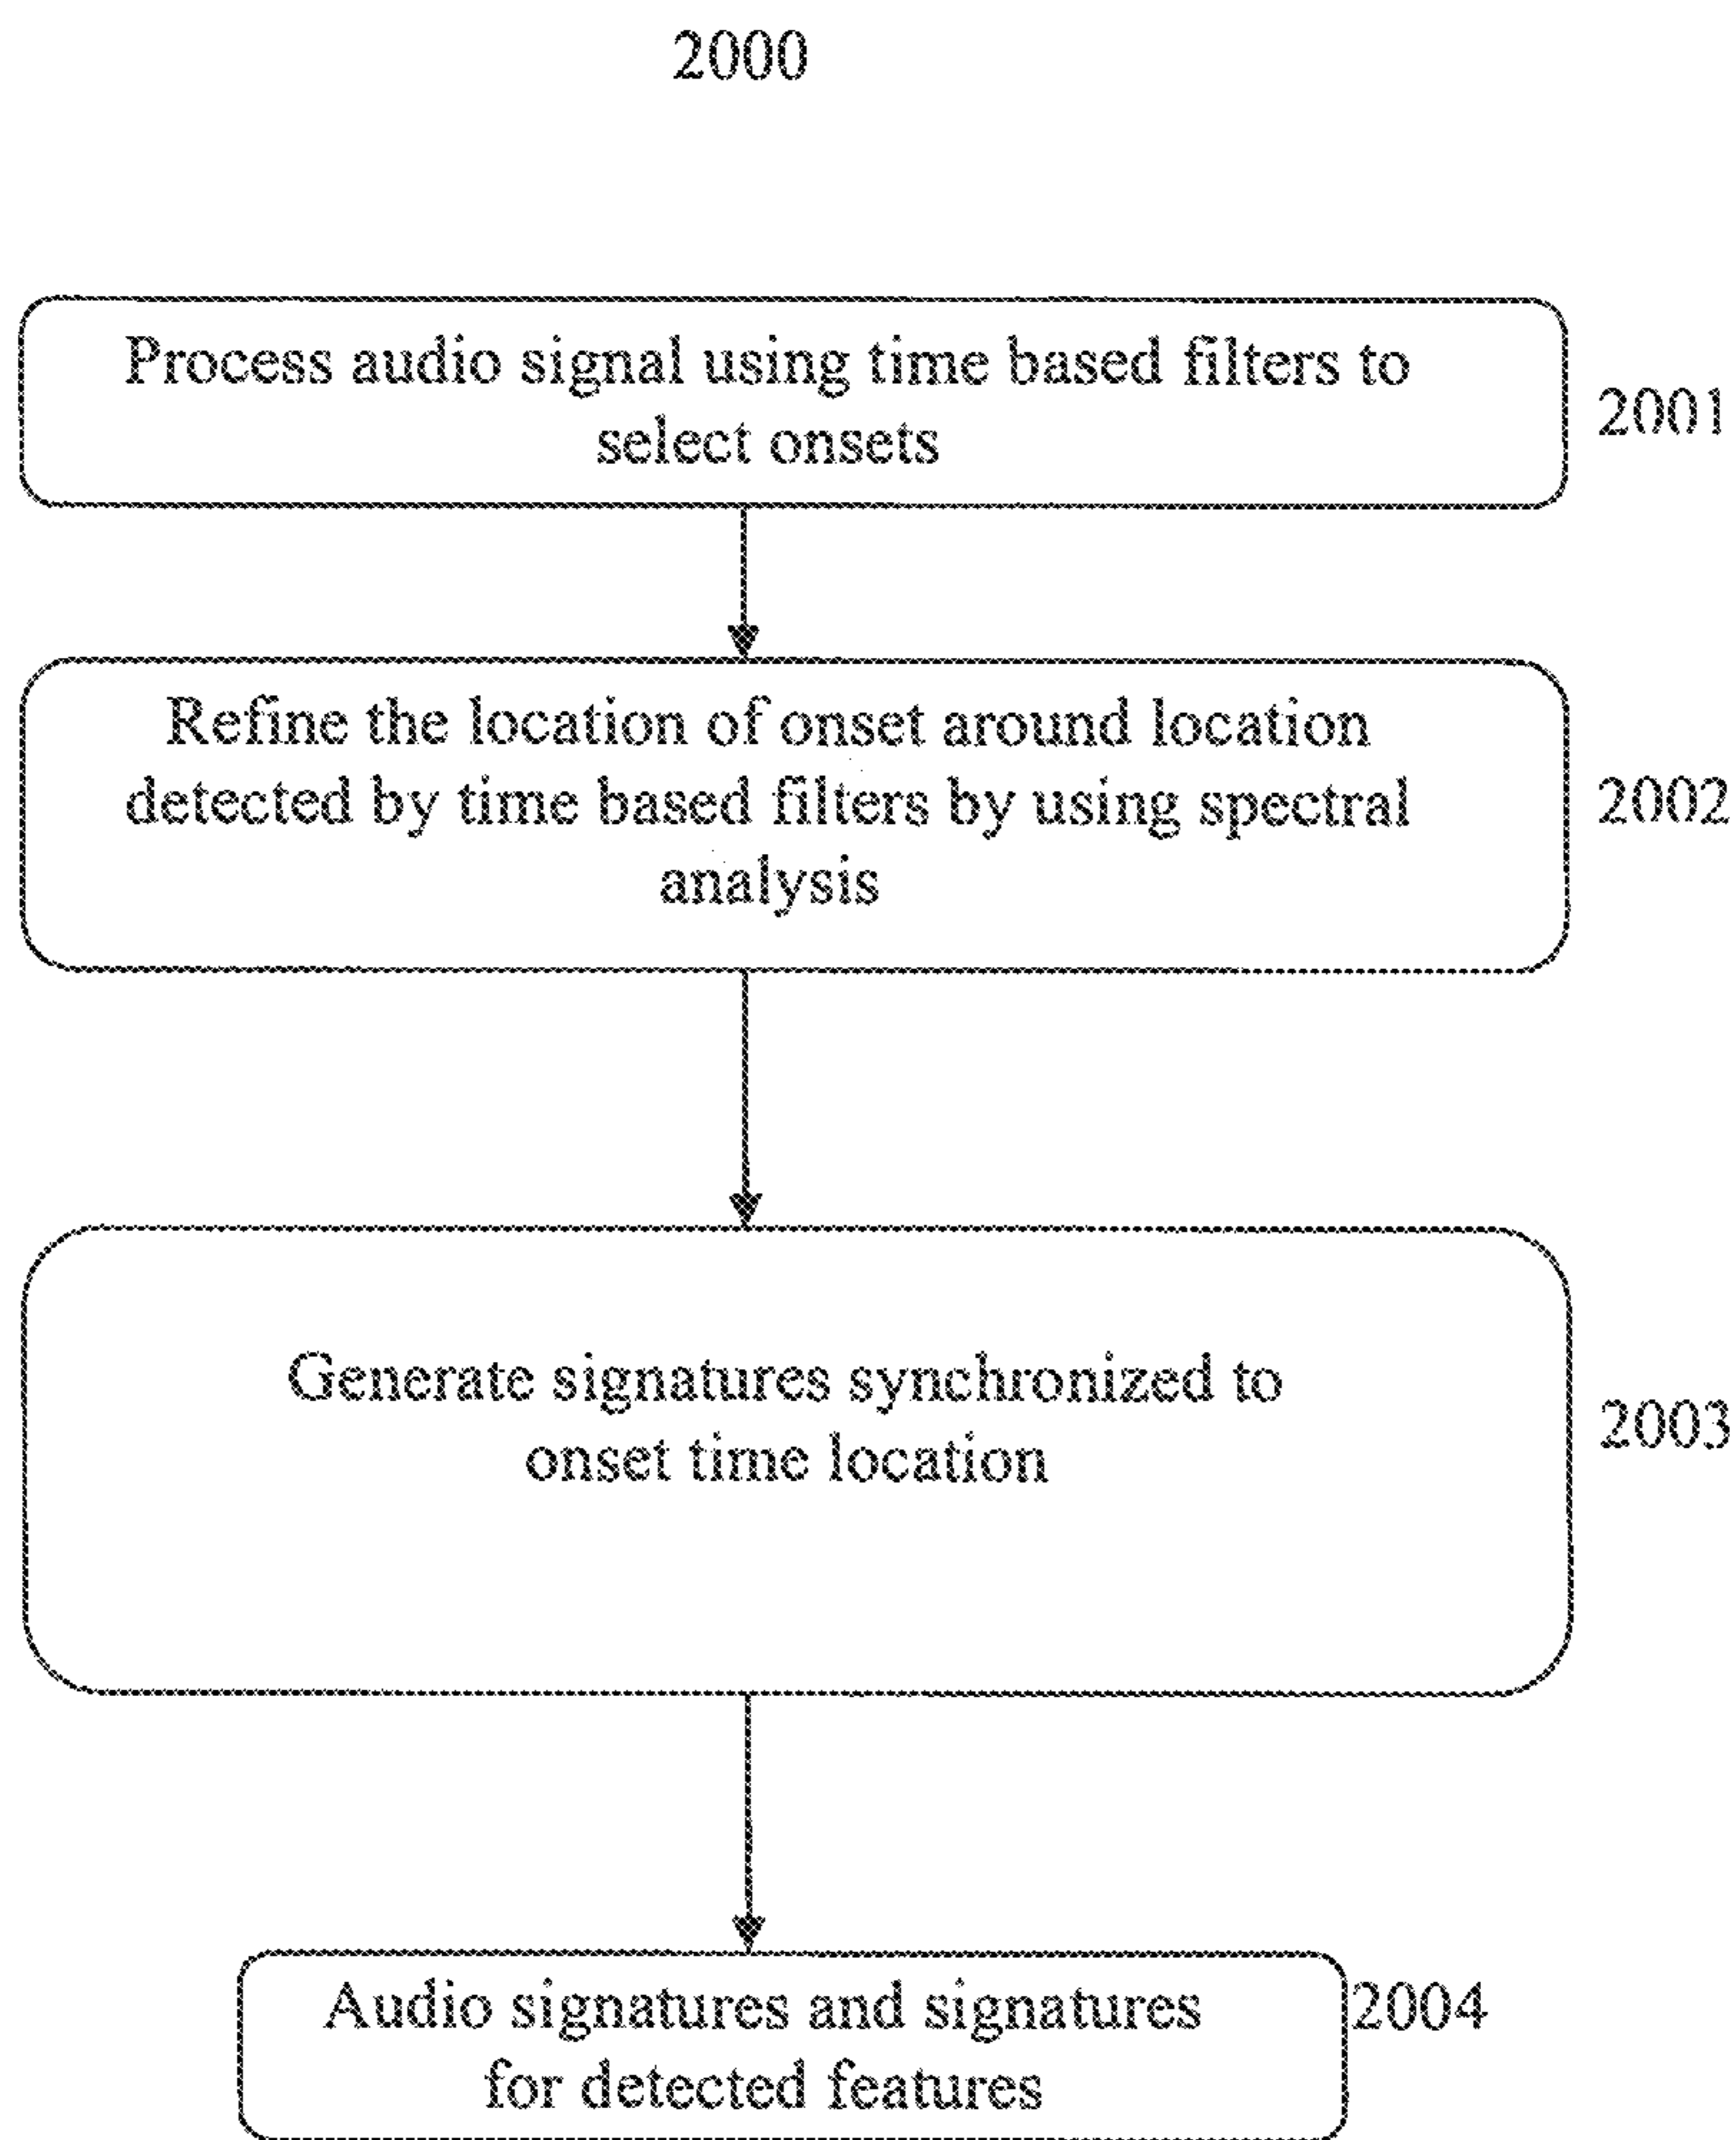 2000
Process audio signal using time based filters to
select onsets
2001
Refine the location of onset around location
detected by time based filters by using spectral
analysis
2002
Generate signatures synchronized to
onset time location
2003
Audio signatures and signatures
for detected features
2004